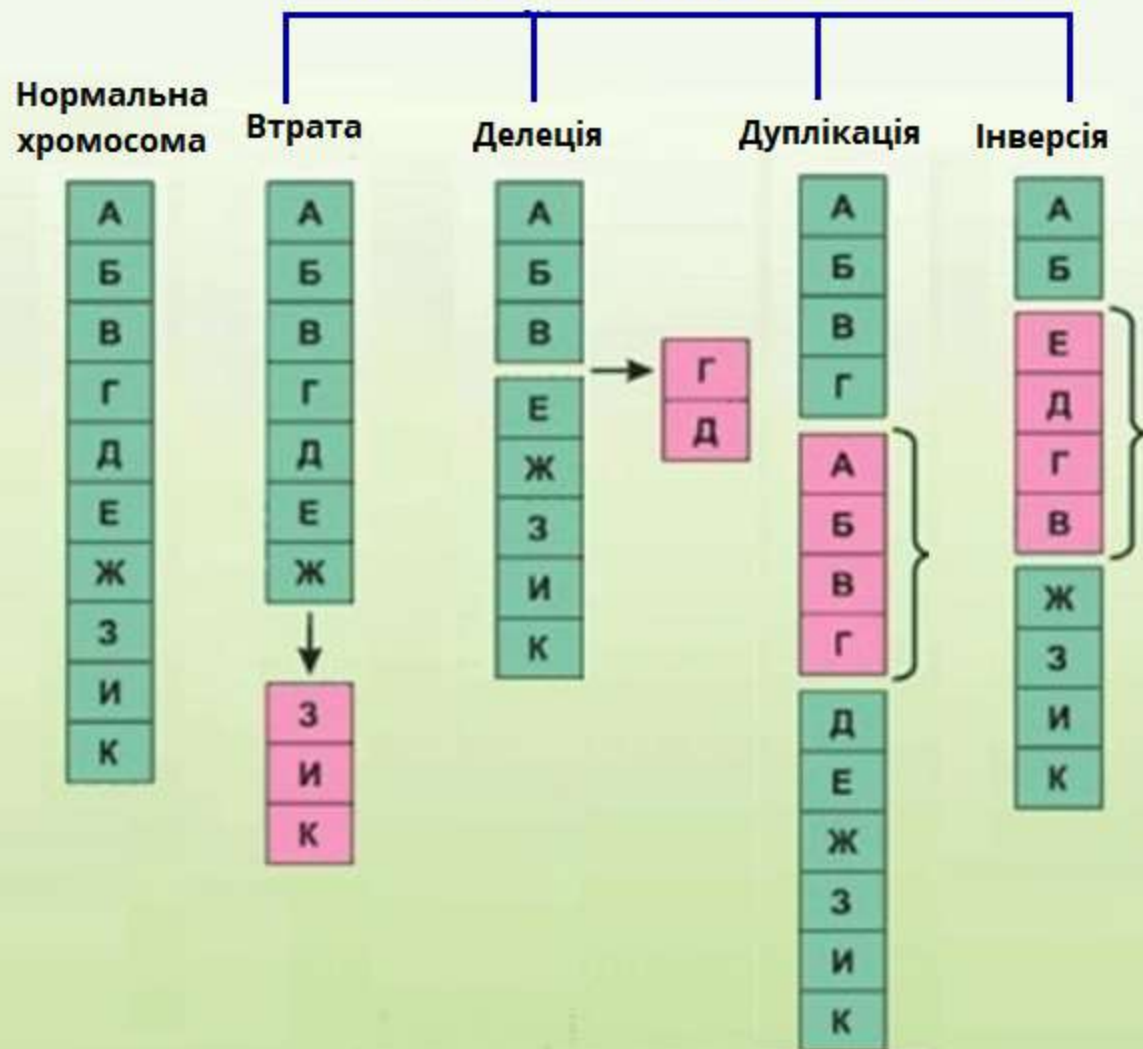 Нормальна
хромосома
Втрата
Делеція
Дуплікація
Інверсія
А
Б
В
Г
Д
Е
Ж
З
И
К
А
Б
В
Г
Д
Е
Ж
З
И
К
А
Б
В
Е
Ж
З
И
К
Г
Д
А
Б
В
Г
А
Б
В
Г
Д
Е
Ж
З
И
К
А
Б
Е
Д
Г
В
Ж
З
И
К